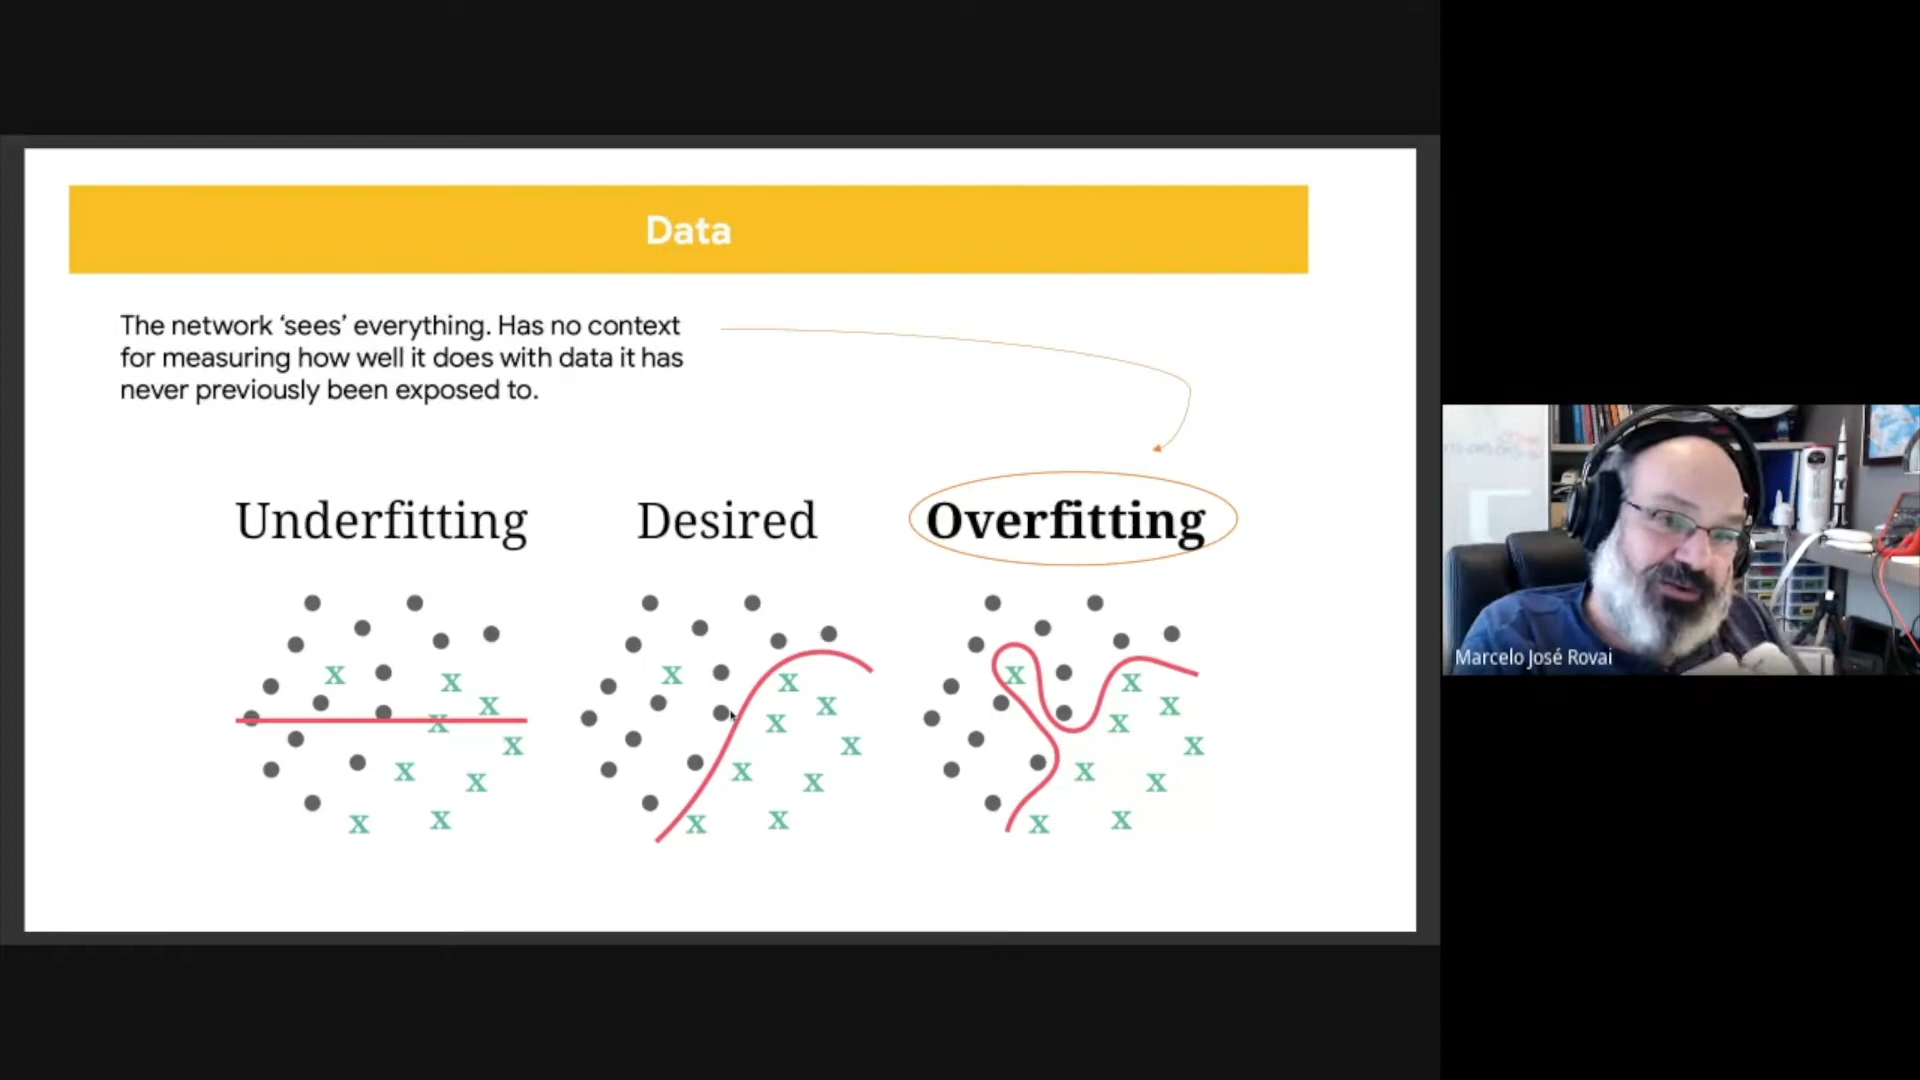 Data
The network ‘sees’ everything. Has no context
for measuring how well it does with data it has
never previously been exposed to.
Underfitting
Desired
Overfitting
x x x x x x x x x x
x x x x x x x x x x
x x x x x x x x x x
Marcelo José Rovai